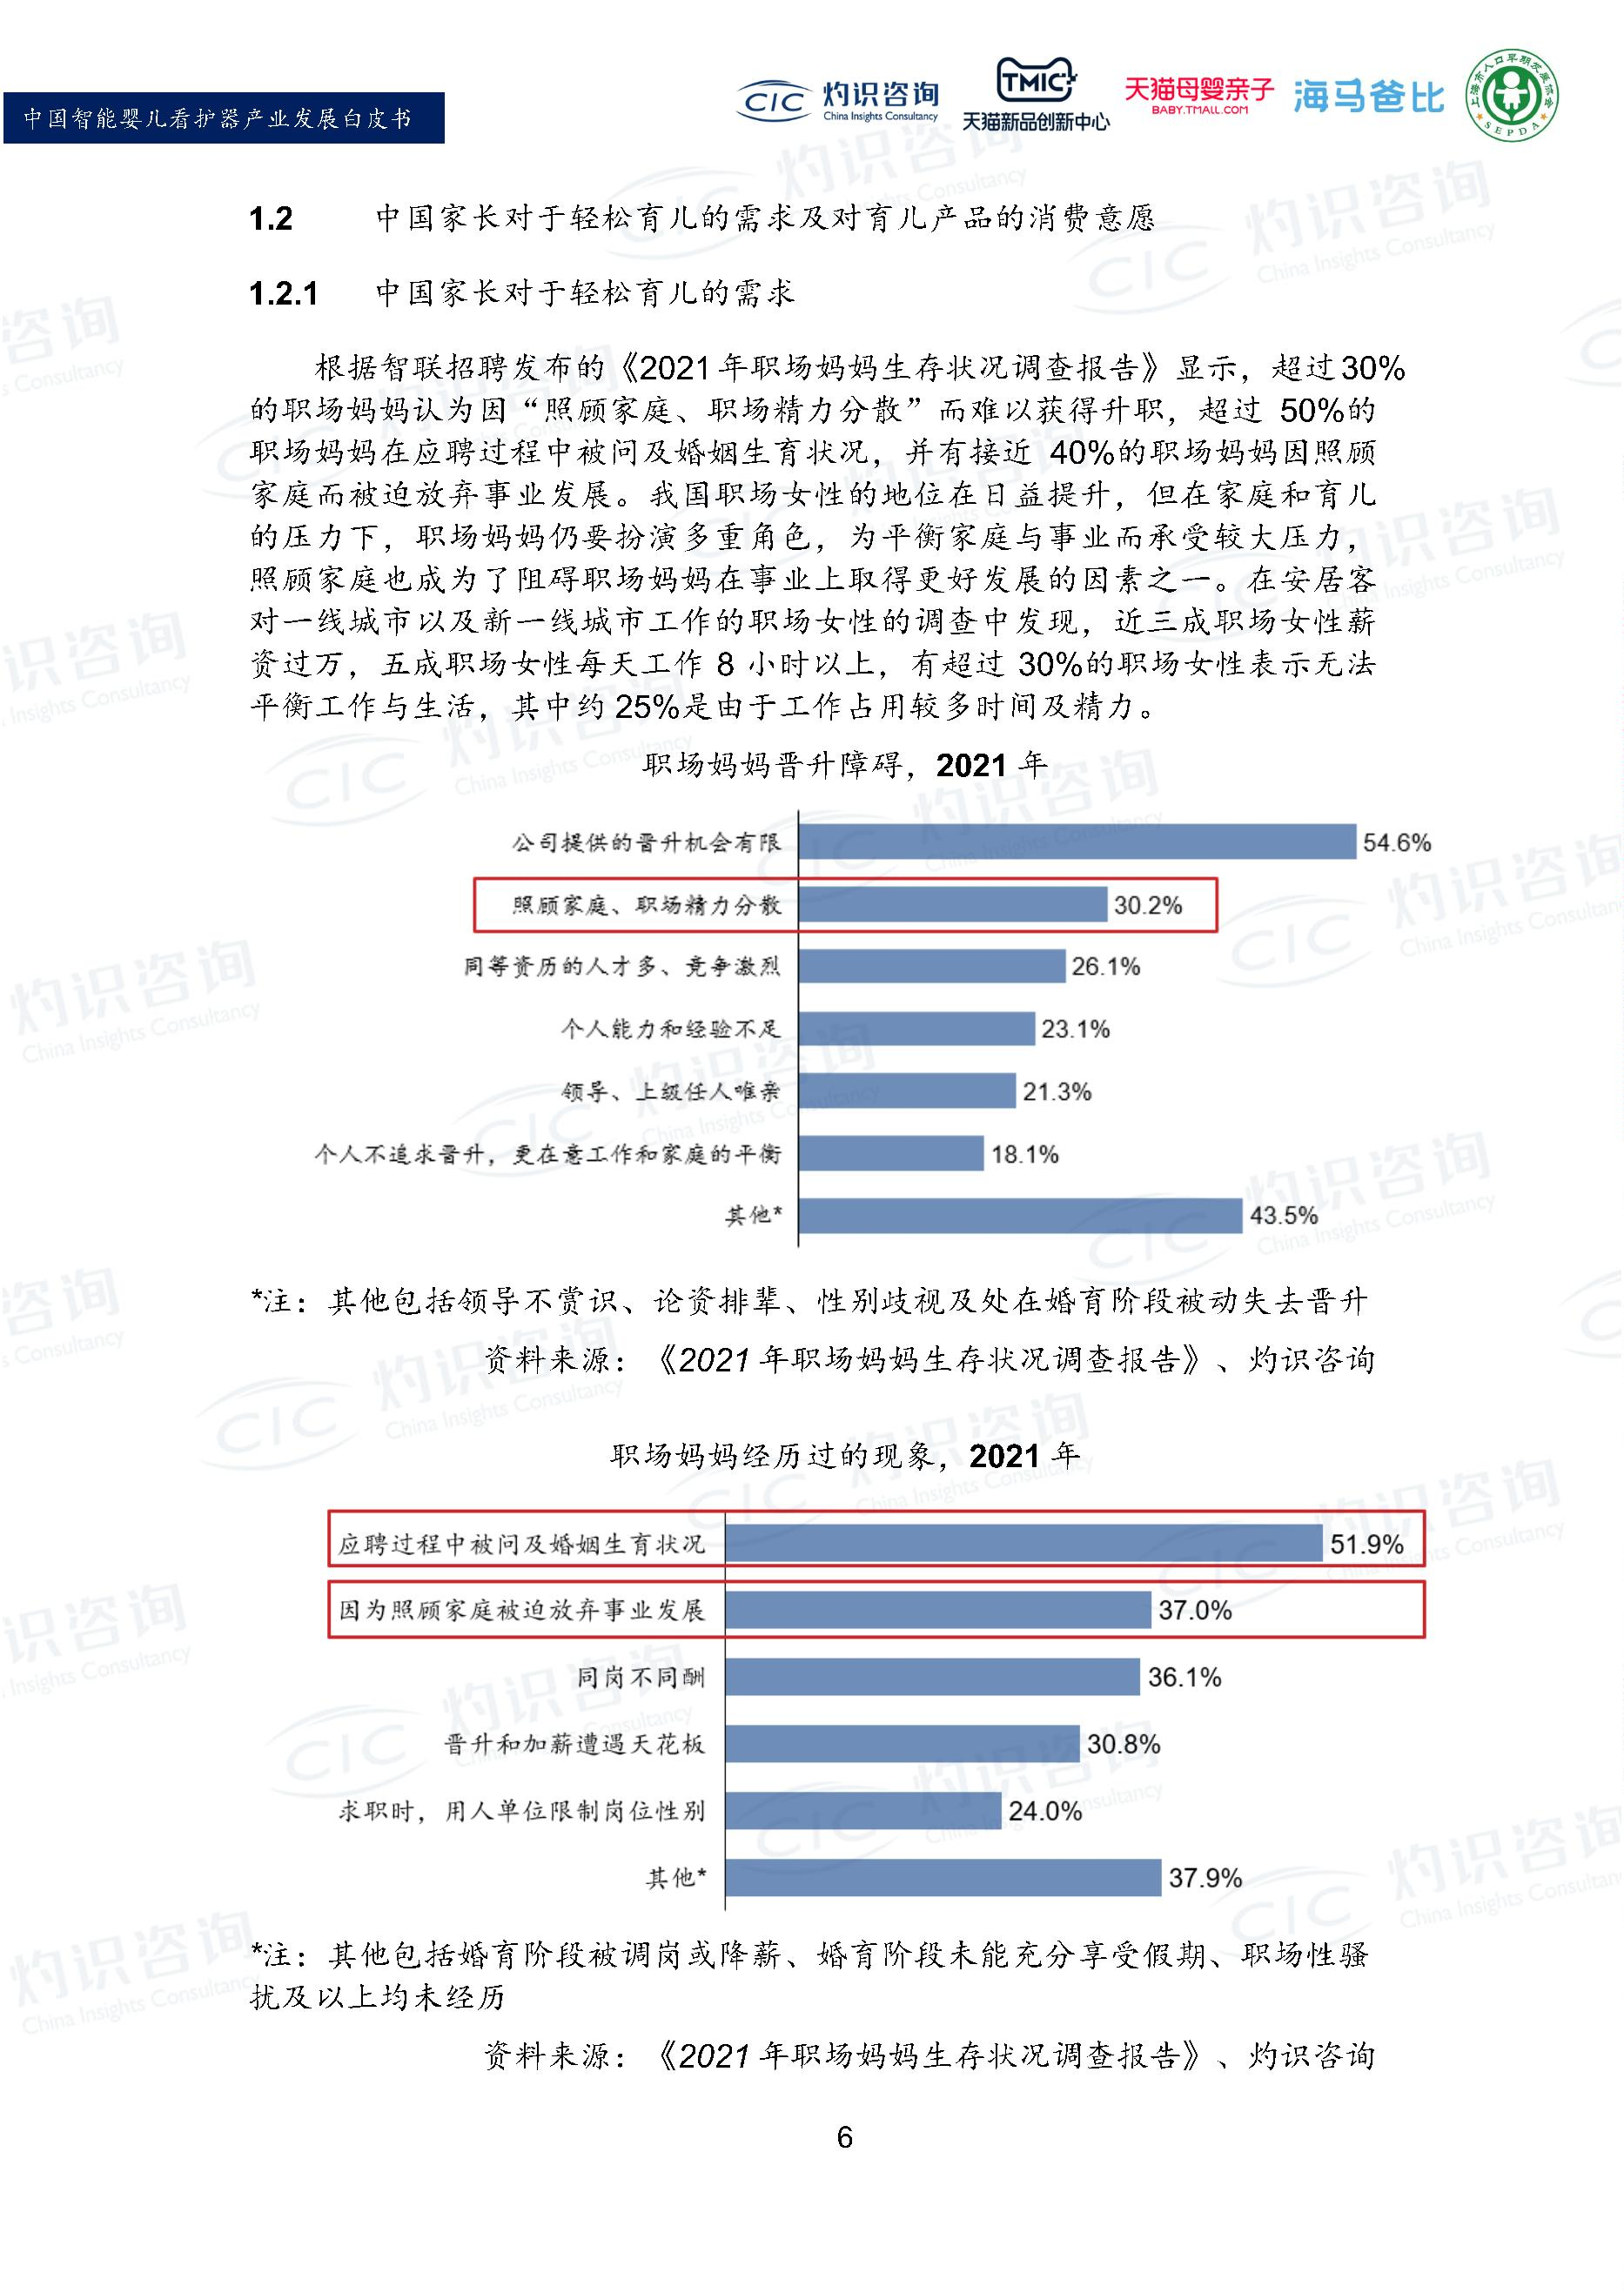 中国智能婴儿看护器产业发展白皮书
CIC 灼识咨询
China Insights Consultancy
TMIC
天猫新品创新中心
天猫母婴亲子
BABY.TMALL.COM
海马爸比
上海市人口早期发展协会
SEPDA
1.2 中国家长对于轻松育儿的需求及对育儿产品的消费意愿
1.2.1 中国家长对于轻松育儿的需求
根据智联招聘发布的《2021年职场妈妈生存状况调查报告》显示，超过30%
的职场妈妈认为因“照顾家庭、职场精力分散”而难以获得升职，超过 50%的
职场妈妈在应聘过程中被问及婚姻生育状况，并有接近 40%的职场妈妈因照顾
家庭而被迫放弃事业发展。我国职场女性的地位在日益提升，但在家庭和育儿
的压力下，职场妈妈仍要扮演多重角色，为平衡家庭与事业而承受较大压力，
照顾家庭也成为了阻碍职场妈妈在事业上取得更好发展的因素之一。在安居客
对一线城市以及新一线城市工作的职场女性的调查中发现，近三成职场女性薪
资过万，五成职场女性每天工作 8 小时以上，有超过 30%的职场女性表示无法
平衡工作与生活，其中约 25%是由于工作占用较多时间及精力。
职场妈妈晋升障碍，2021 年
公司提供的晋升机会有限 54.6%
照顾家庭、职场精力分散 30.2%
同等资历的人才多、竞争激烈 26.1%
个人能力和经验不足 23.1%
领导、上级任人唯亲 21.3%
个人不追求晋升，更在意工作和家庭的平衡 18.1%
其他* 43.5%
*注：其他包括领导不赏识、论资排辈、性别歧视及处在婚育阶段被动失去晋升
资料来源：《2021 年职场妈妈生存状况调查报告》、灼识咨询
职场妈妈经历过的现象，2021 年
应聘过程中被问及婚姻生育状况 51.9%
因为照顾家庭被迫放弃事业发展 37.0%
同岗不同酬 36.1%
晋升和加薪遭遇天花板 30.8%
求职时，用人单位限制岗位性别 24.0%
其他* 37.9%
*注：其他包括婚育阶段被调岗或降薪、婚育阶段未能充分享受假期、职场性骚
扰及以上均未经历
资料来源：《2021 年职场妈妈生存状况调查报告》、灼识咨询
6